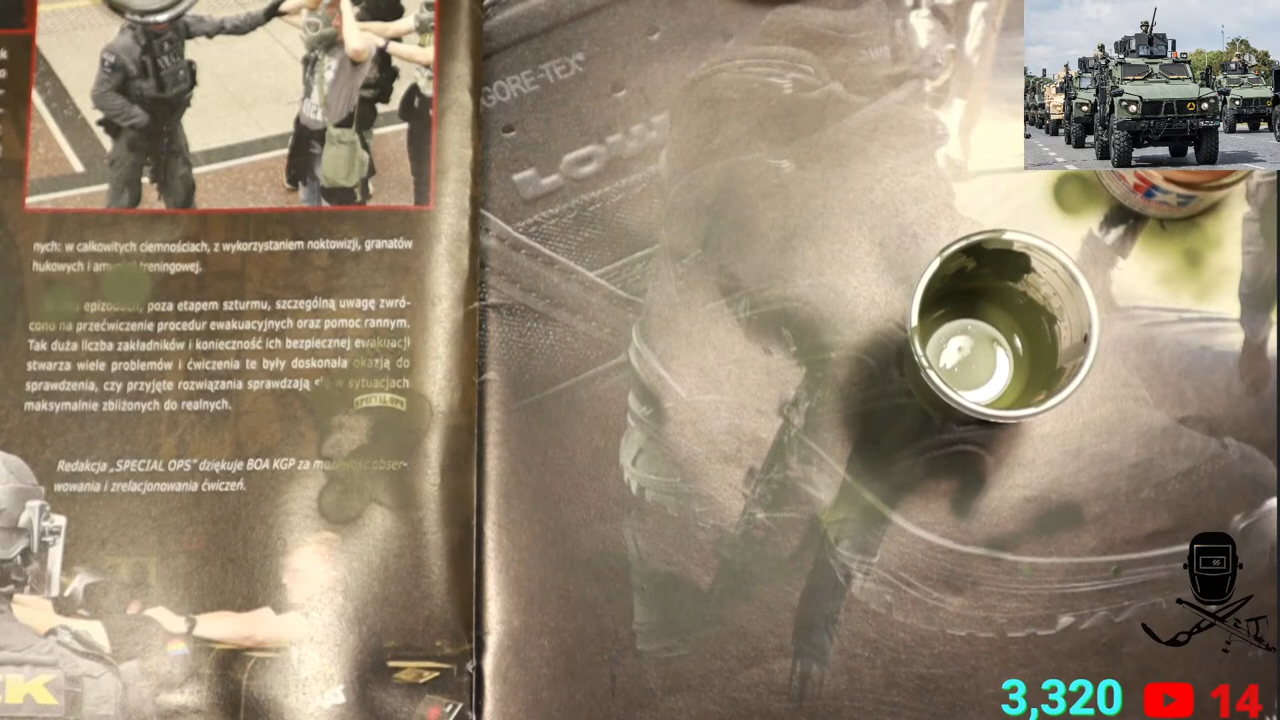 GORE-TEX®
nych: w całkowitych ciemnościach, z wykorzystaniem noktowizji, granatów
hukowych i amunicji treningowej.
epizodach, poza etapem szturmu, szczególną uwagę zwró-
cono na przećwiczenie procedur ewakuacyjnych oraz pomoc rannym.
Tak duża liczba zakładników i konieczność ich bezpiecznej ewakuacji
stwarza wiele problemów i ćwiczenia te były doskonałą okazją do
sprawdzenia, czy przyjęte rozwiązania sprawdzają się w sytuacjach
maksymalnie zbliżonych do realnych.
SPECIAL OPS
Redakcja „SPECIAL OPS" dziękuje BOA KGP za możliwość obser-
wowania i zrelacjonowania ćwiczeń.
3,320 14